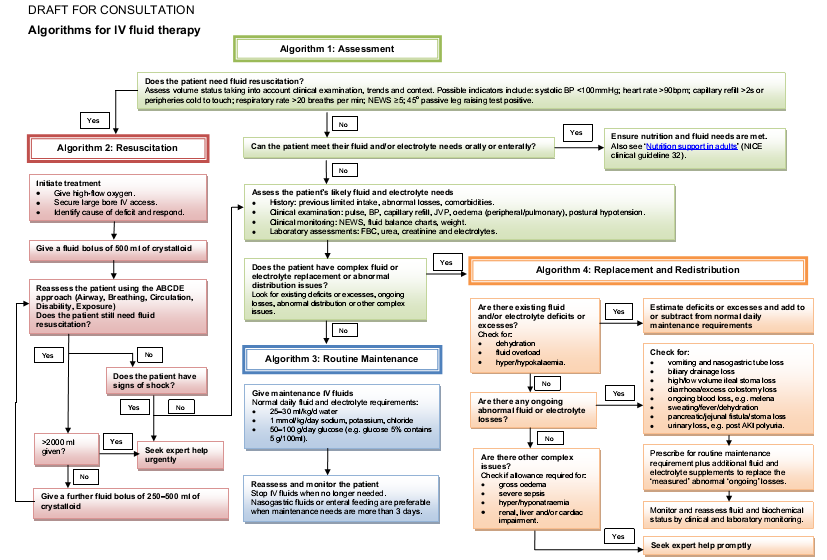 DRAFT FOR CONSULTATION
Algorithms for IV fluid therapy
Algorithm 1: Assessment
Does the patient need fluid resuscitation?
Assess volume status taking into account clinical examination, trends and context. Possible indicators include: systolic BP <100mmHg; heart rate >90bpm; capillary refill >2s or
peripheries cold to touch; respiratory rate >20 breaths per min; NEWS ≥5; 45° passive leg raising test positive.
Yes
No
Algorithm 2: Resuscitation
Can the patient meet their fluid and/or electrolyte needs orally or enterally?
Yes
Ensure nutrition and fluid needs are met.
Also see 'Nutrition support in adults' (NICE
clinical guideline 32).
No
Initiate treatment
• Give high-flow oxygen.
• Secure large bore IV access.
• Identify cause of deficit and respond.
Assess the patient's likely fluid and electrolyte needs
• History: previous limited intake, abnormal losses, comorbidities.
• Clinical examination: pulse, BP, capillary refill, JVP, oedema (peripheral/pulmonary), postural hypotension.
• Clinical monitoring: NEWS, fluid balance charts, weight.
• Laboratory assessments: FBC, urea, creatinine and electrolytes.
Give a fluid bolus of 500 ml of crystalloid
Reassess the patient using the ABCDE
approach (Airway, Breathing, Circulation,
Disability, Exposure)
Does the patient still need fluid
resuscitation?
Yes
No
Does the patient have
signs of shock?
Yes
No
>2000 ml
given?
Yes
Seek expert help
urgently
No
Give a further fluid bolus of 250–500 ml of
crystalloid
Does the patient have complex fluid or
electrolyte replacement or abnormal
distribution issues?
Look for existing deficits or excesses, ongoing
losses, abnormal distribution or other complex
issues.
Yes
No
Algorithm 3: Routine Maintenance
Give maintenance IV fluids
Normal daily fluid and electrolyte requirements:
• 25–30 ml/kg/d water
• 1 mmol/kg/day sodium, potassium, chloride
• 50–100 g/day glucose (e.g. glucose 5% contains
5 g/100ml).
Reassess and monitor the patient
Stop IV fluids when no longer needed.
Nasogastric fluids or enteral feeding are preferable
when maintenance needs are more than 3 days.
Algorithm 4: Replacement and Redistribution
Are there existing fluid
and/or electrolyte deficits or
excesses?
Check for:
• dehydration
• fluid overload
• hyper/hypokalaemia.
Yes
Estimate deficits or excesses and add to
or subtract from normal daily
maintenance requirements
No
Are there any ongoing
abnormal fluid or electrolyte
losses?
Yes
Check for:
• vomiting and nasogastric tube loss
• biliary drainage loss
• high/low volume ileal stoma loss
• diarrhoea/excess colostomy loss
• ongoing blood loss, e.g. melena
• sweating/fever/dehydration
• pancreatic/jejunal fistula/stoma loss
• urinary loss, e.g. post AKI polyuria.
No
Prescribe for routine maintenance
requirement plus additional fluid and
electrolyte supplements to replace the
'measured' abnormal 'ongoing' losses.
Monitor and reassess fluid and biochemical
status by clinical and laboratory monitoring.
Are there other complex
issues?
Check if allowance required for:
• gross oedema
• severe sepsis
• hyper/hyponatraemia
• renal, liver and/or cardiac
impairment.
Yes
Seek expert help promptly